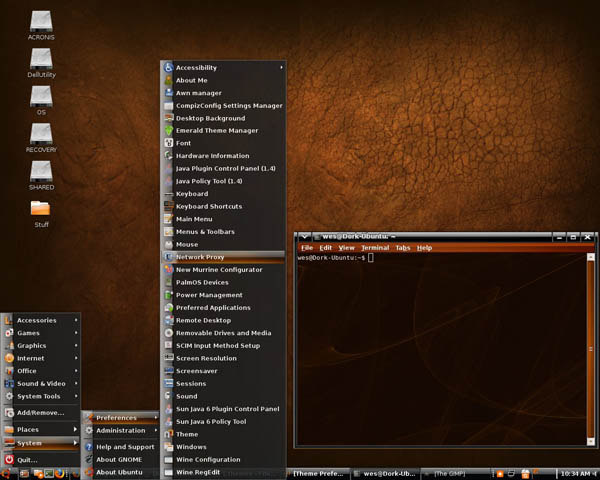 ACRONIS
DellUtility
OS
RECOVERY
SHARED
Stuff
Accessibility
About Me
Awn manager
CompizConfig Settings Manager
Desktop Background
Emerald Theme Manager
Font
Hardware Information
Java Plugin Control Panel (1.4)
Java Policy Tool (1.4)
Keyboard
Keyboard Shortcuts
Main Menu
Menus & Toolbars
Mouse
Network Proxy
New Murrine Configurator
PalmOS Devices
Power Management
Preferred Applications
Remote Desktop
Removable Drives and Media
SCIM Input Method Setup
Screen Resolution
Screensaver
Sessions
Sound
Sun Java 6 Plugin Control Panel
Sun Java 6 Policy Tool
Theme
Windows
Wine Configuration
Wine RegEdit
wes@Dork-Ubuntu: ~
File Edit View Terminal Tabs Help
wes@Dork-Ubuntu:~$
Accessories
Games
Graphics
Internet
Office
Sound & Video
System Tools
Add/Remove...
Places
System
Quit...
Preferences
Administration
Help and Support
About GNOME
About Ubuntu
[Theme Prefe... wes@Dork-Ub... [The GIMP] 10:34 AM